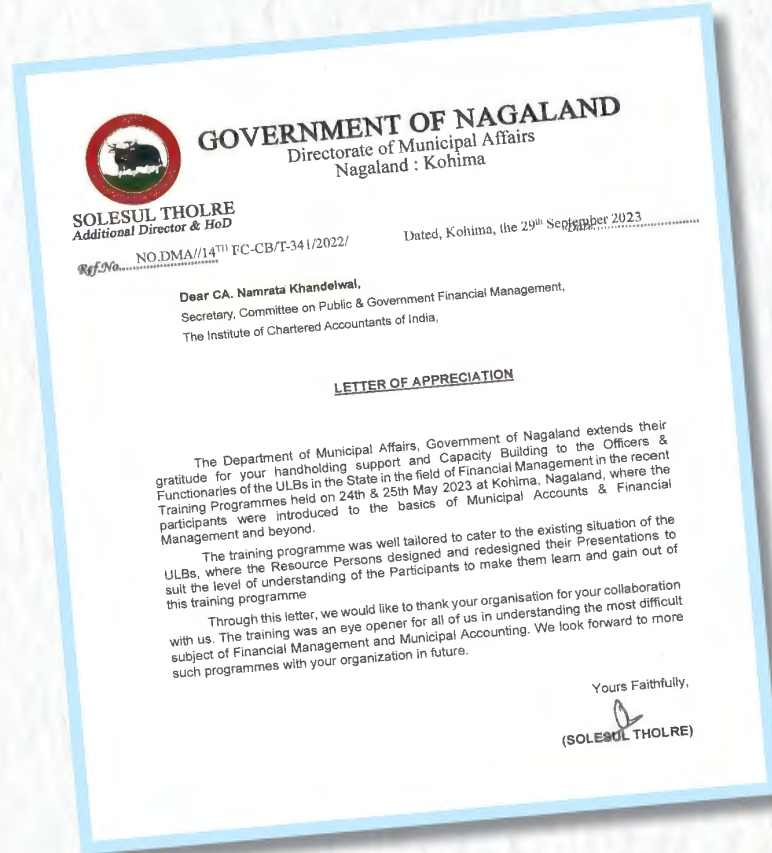 GOVERNMENT OF NAGALAND
Directorate of Municipal Affairs
Nagaland : Kohima
SOLESUL THOLRE
Additional Director & HoD
Ref.No. NO.DMA//14TH FC-CB/T-341/2022/
Dated, Kohima, the 29th September 2023
Dear CA. Namrata Khandelwal,
Secretary, Committee on Public & Government Financial Management,
The Institute of Chartered Accountants of India,
LETTER OF APPRECIATION
The Department of Municipal Affairs, Government of Nagaland extends their
gratitude for your handholding support and Capacity Building to the Officers &
Functionaries of the ULBs in the State in the field of Financial Management in the recent
Training Programmes held on 24th & 25th May 2023 at Kohima, Nagaland, where the
participants were introduced to the basics of Municipal Accounts & Financial
Management and beyond.
The training programme was well tailored to cater to the existing situation of the
ULBs, where the Resource Persons designed and redesigned their Presentations to
suit the level of understanding of the Participants to make them learn and gain out of
this training programme
Through this letter, we would like to thank your organisation for your collaboration
with us. The training was an eye opener for all of us in understanding the most difficult
subject of Financial Management and Municipal Accounting. We look forward to more
such programmes with your organization in future.
Yours Faithfully,
(SOLESUL THOLRE)